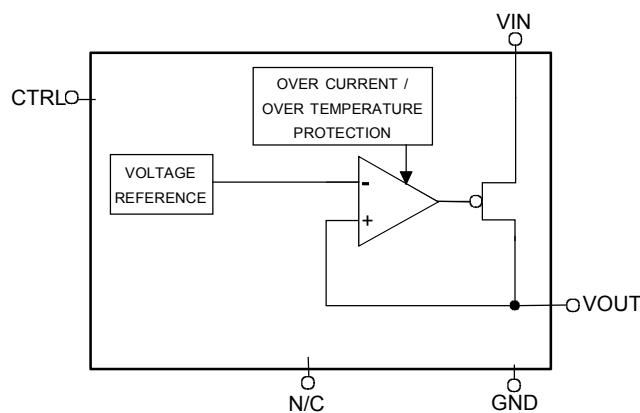 VIN
CTRL
OVER CURRENT /
OVER TEMPERATURE
PROTECTION
VOLTAGE
REFERENCE
-
+
VOUT
N/C
GND